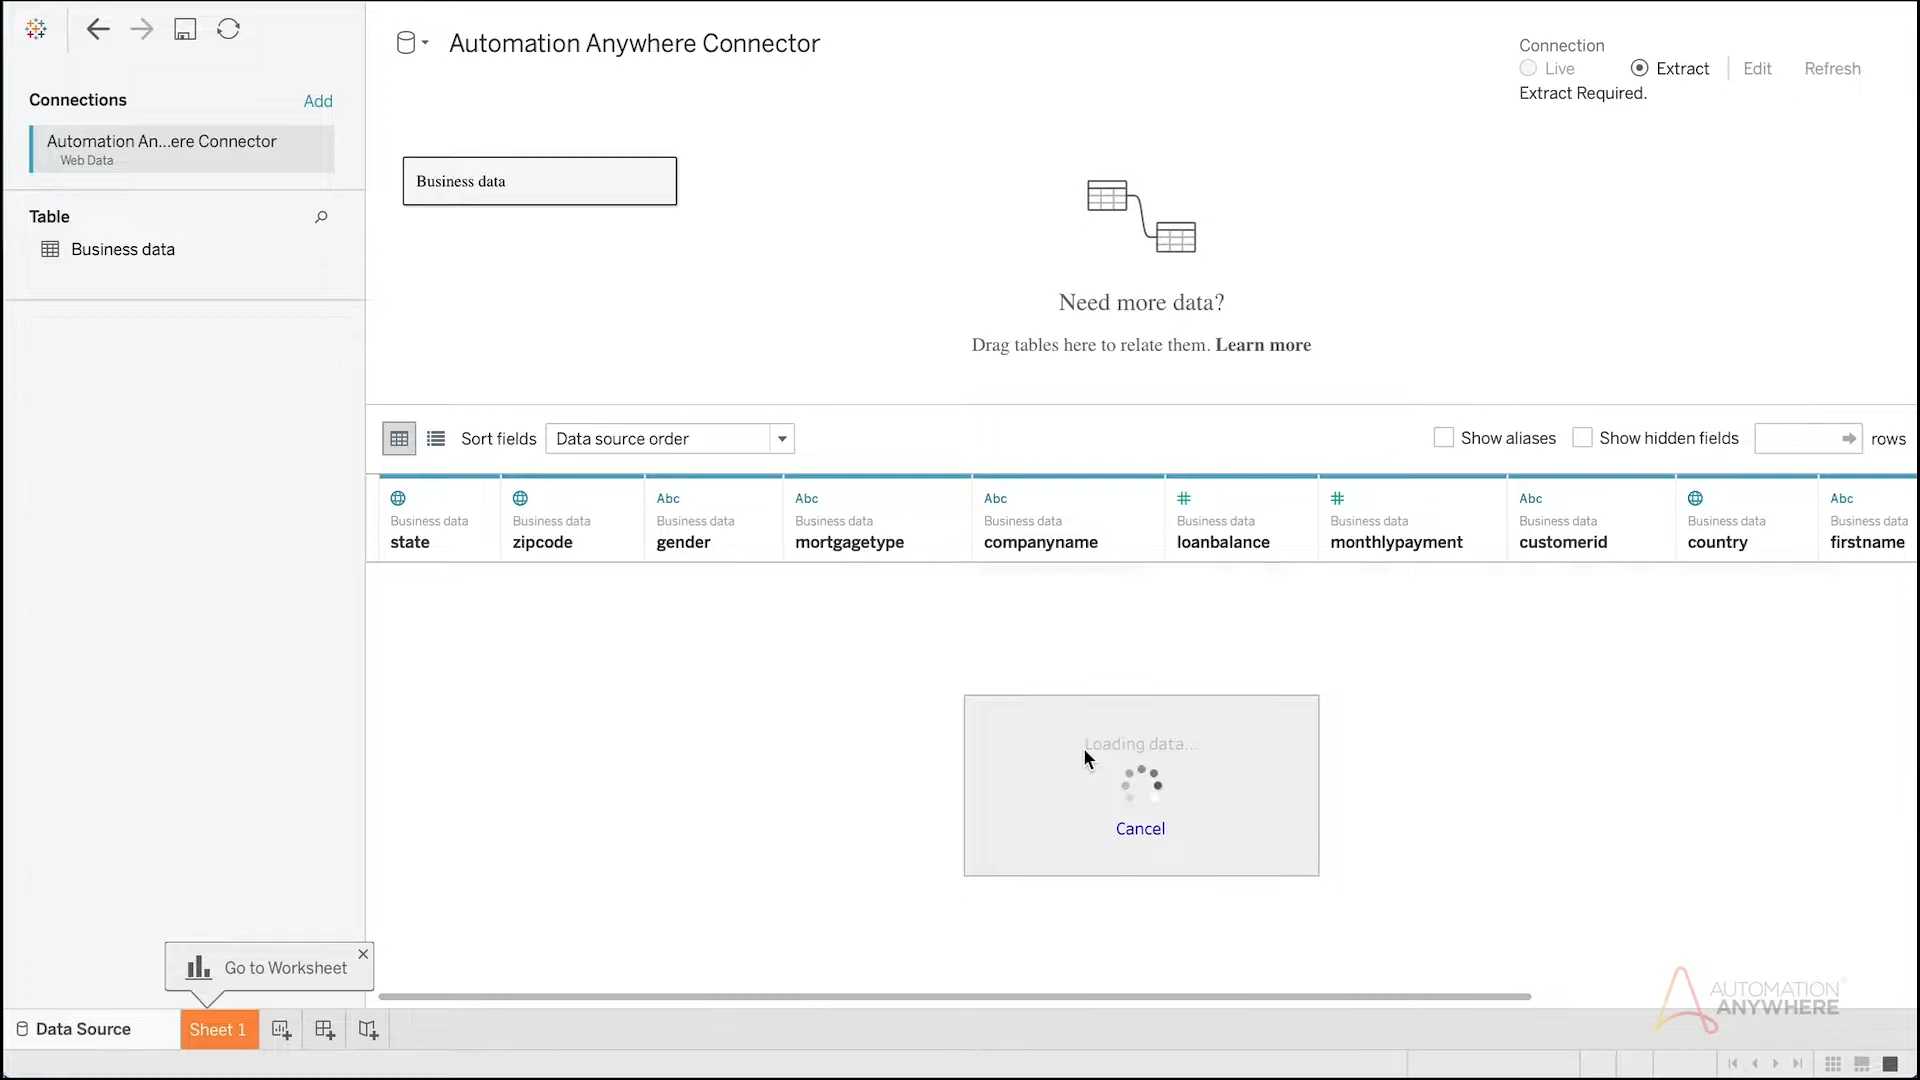 Automation Anywhere Connector
Connection
Live
Extract
Edit
Refresh
Extract Required.
Connections
Add
Automation An...ere Connector
Web Data
Business data
Table
Business data
Need more data?
Drag tables here to relate them. Learn more
Sort fields
Data source order
Show aliases
Show hidden fields
rows
Abc
Abc
Abc
Abc
Abc
Business data
Business data
Business data
Business data
Business data
Business data
Business data
Business data
Business data
Business data
state
zipcode
gender
mortgagetype
companyname
loanbalance
monthlypayment
customerid
country
firstname
Loading data...
Cancel
Go to Worksheet
Data Source
Sheet 1
AUTOMATION
ANYWHERE